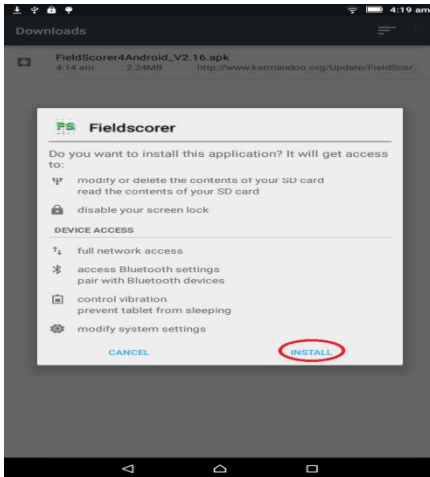 4:19 am
Downloads
FieldScorer4Android_V2.16.apk
4:14 am 2.24MB http://www.katmandoo.org/Update/FieldScor...
FS Fieldscorer
Do you want to install this application? It will get access
to:
modify or delete the contents of your SD card
read the contents of your SD card
disable your screen lock
DEVICE ACCESS
full network access
access Bluetooth settings
pair with Bluetooth devices
control vibration
prevent tablet from sleeping
modify system settings
CANCEL INSTALL